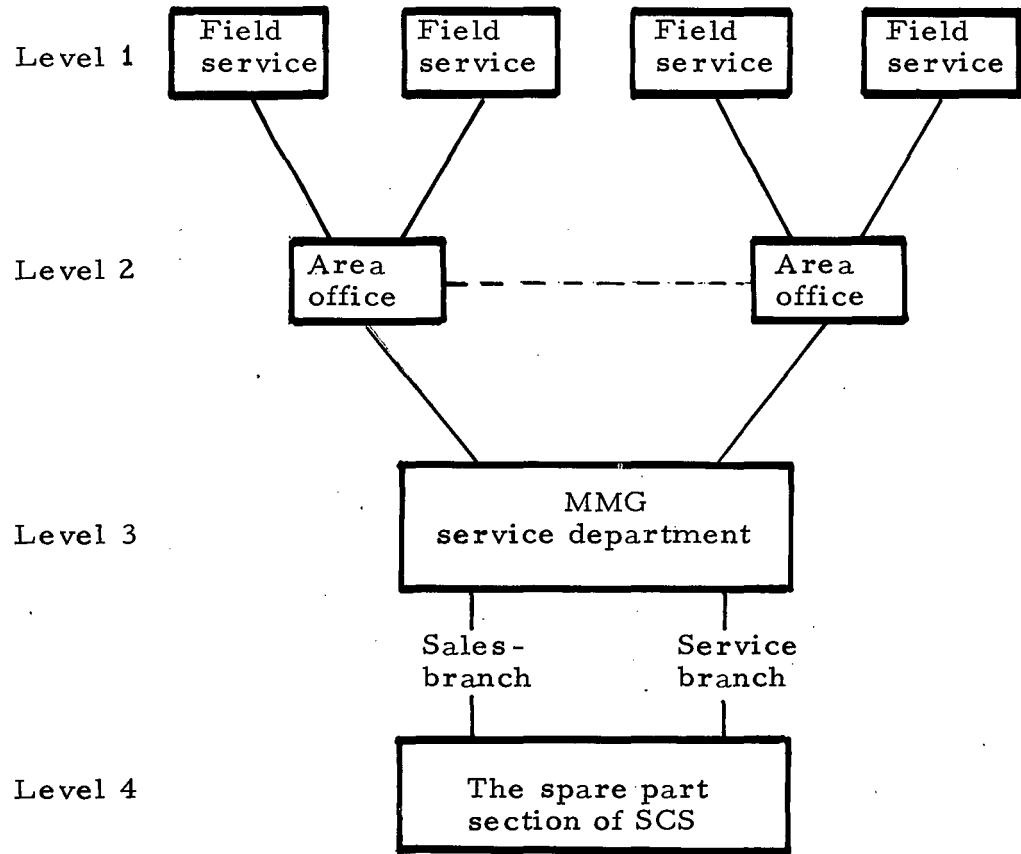 Level 1
Field
service
Field
service
Field
service
Field
service
Level 2
Area
office
Area
office
Level 3
MMG
service department
Sales-
branch
Service
branch
Level 4
The spare part
section of SCS